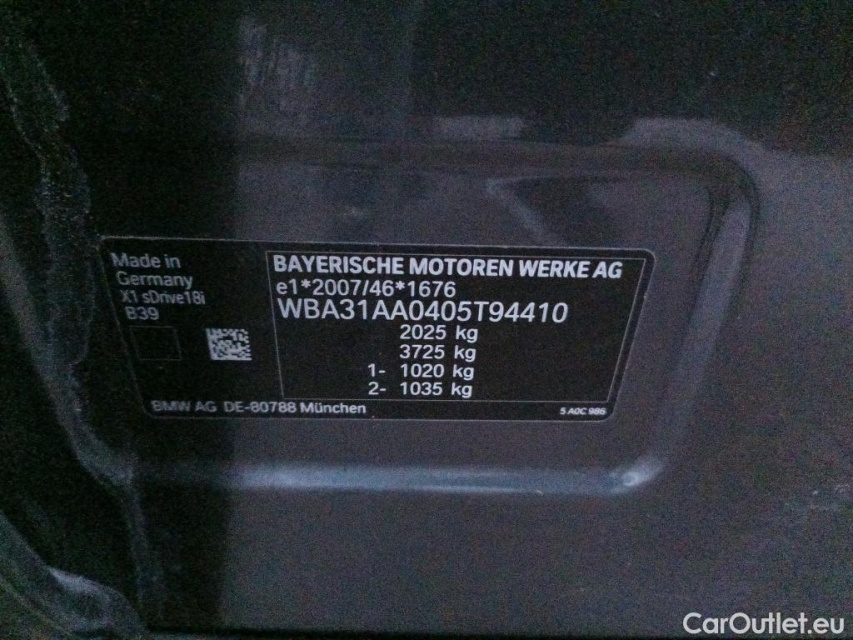 Made in
Germany
X1 sDrive18i
B39
BAYERISCHE MOTOREN WERKE AG
e1*2007/46*1676
WBA31AA0405T94410
2025 kg
3725 kg
1- 1020 kg
2- 1035 kg
BMW AG DE-80788 München
5 A0C 986
CarOutlet.eu